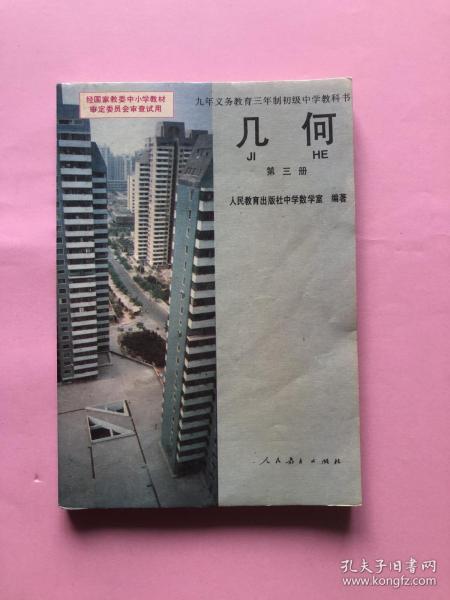 经国家教委中小学教材
审定委员会审查试用
九年义务教育三年制初级中学教科书
几何
JI HE
第三册
人民教育出版社中学数学室 编著
人民教育出版社
孔夫子旧书网
www.kongfz.com